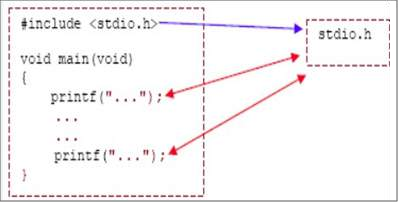 #include <stdio.h>
stdio.h
void main(void)
{
printf("...");
...
...
printf("...");
}